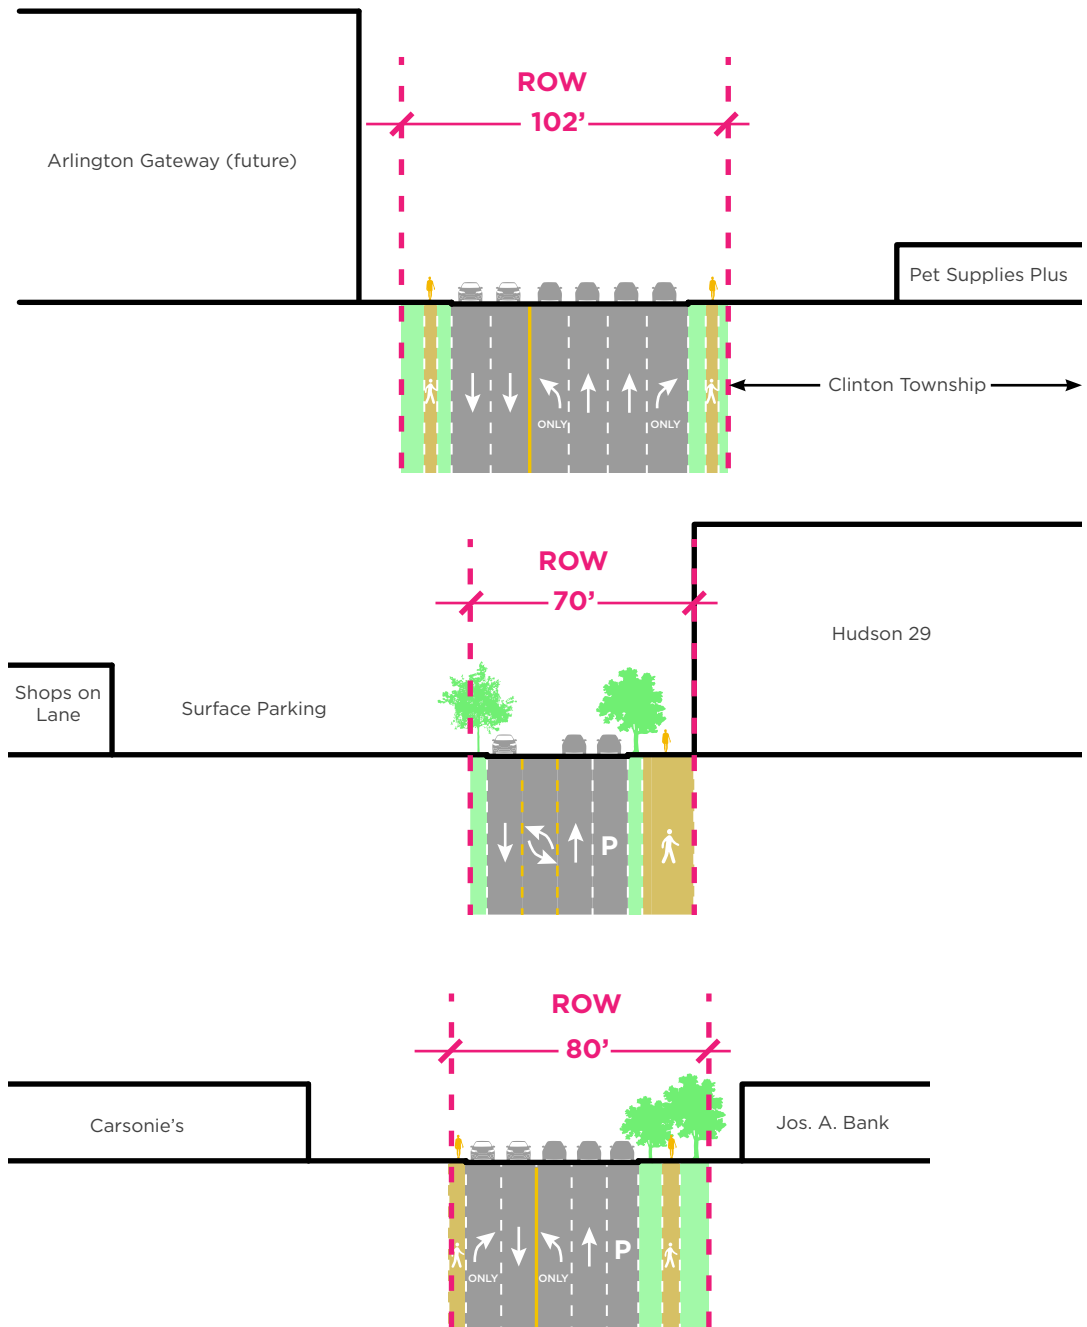 ROW
102’
Arlington Gateway (future)
Pet Supplies Plus
Clinton Township
ONLY
ONLY
ROW
70’
Hudson 29
Shops on
Lane
Surface Parking
P
ROW
80’
Carsonie’s
Jos. A. Bank
P
ONLY
ONLY